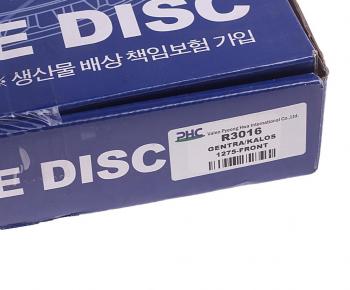 E DISC
※ 생산물 배상 책임보험 가입
E DISC
PHC
Valeo Pyeong Hwa International Co.,Ltd.
R3016
GENTRA/KALOS
1275-FRONT